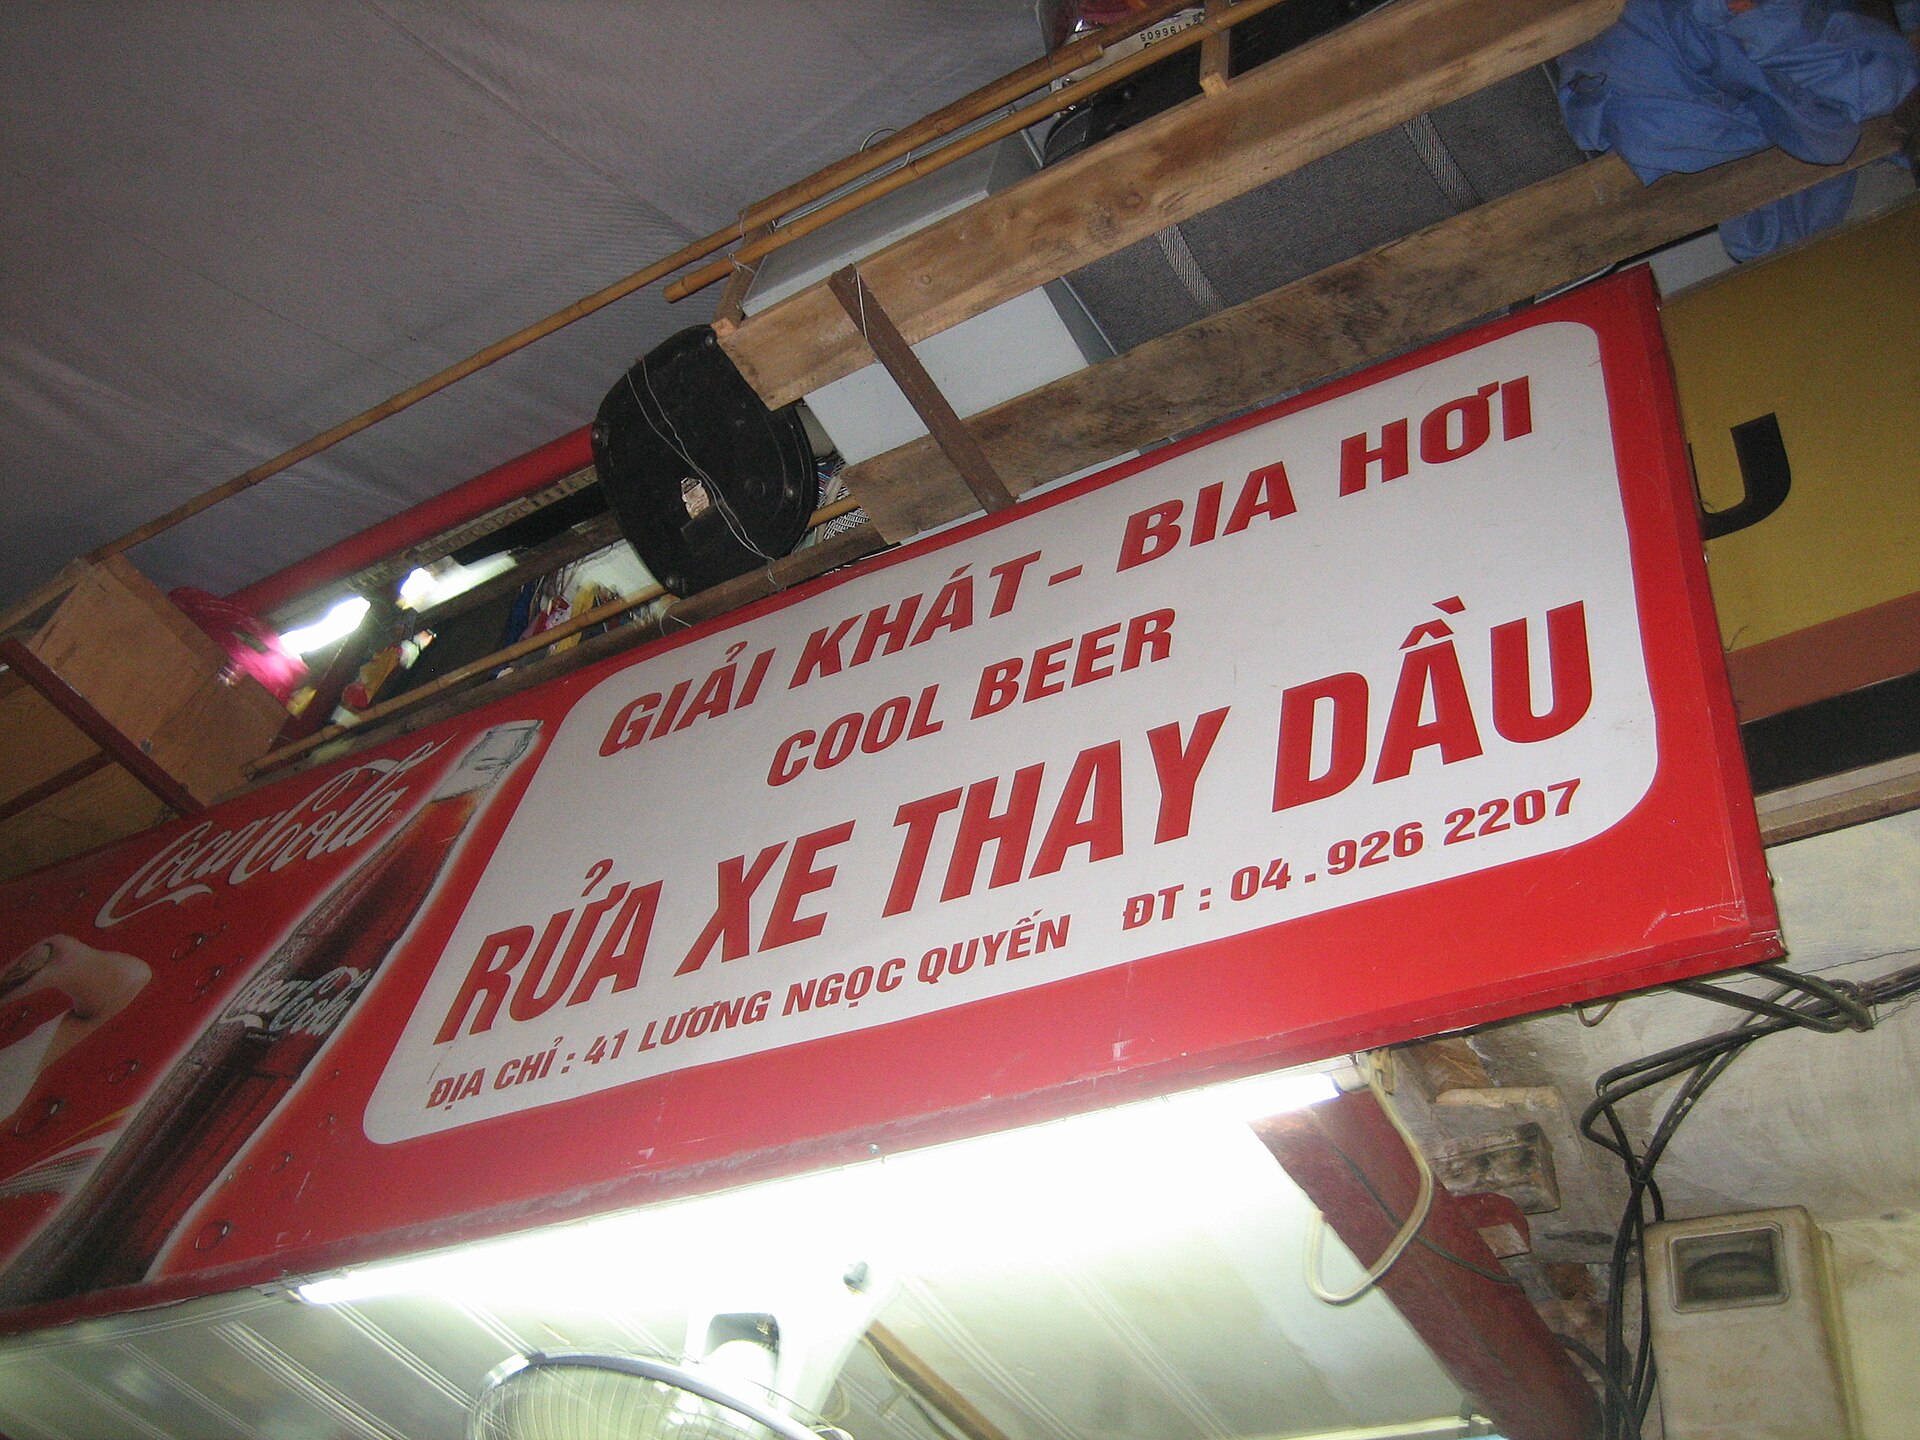 GIẢI KHÁT - BIA HƠI
COOL BEER
RỬA XE THAY DẦU
ĐỊA CHỈ : 41 LƯƠNG NGỌC QUYẾN ĐT : 04 . 926 2207
Coca-Cola
Coca-Cola
U